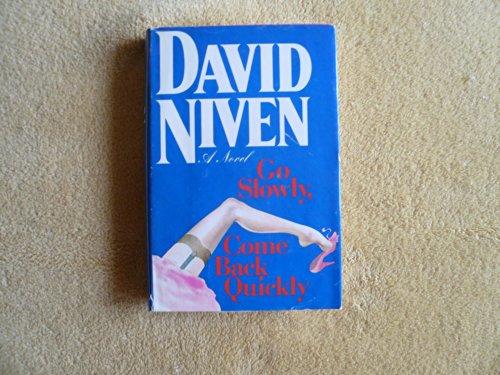 DAVID
NIVEN
A Novel
Go
Slowly,
Come
Back
Quickly